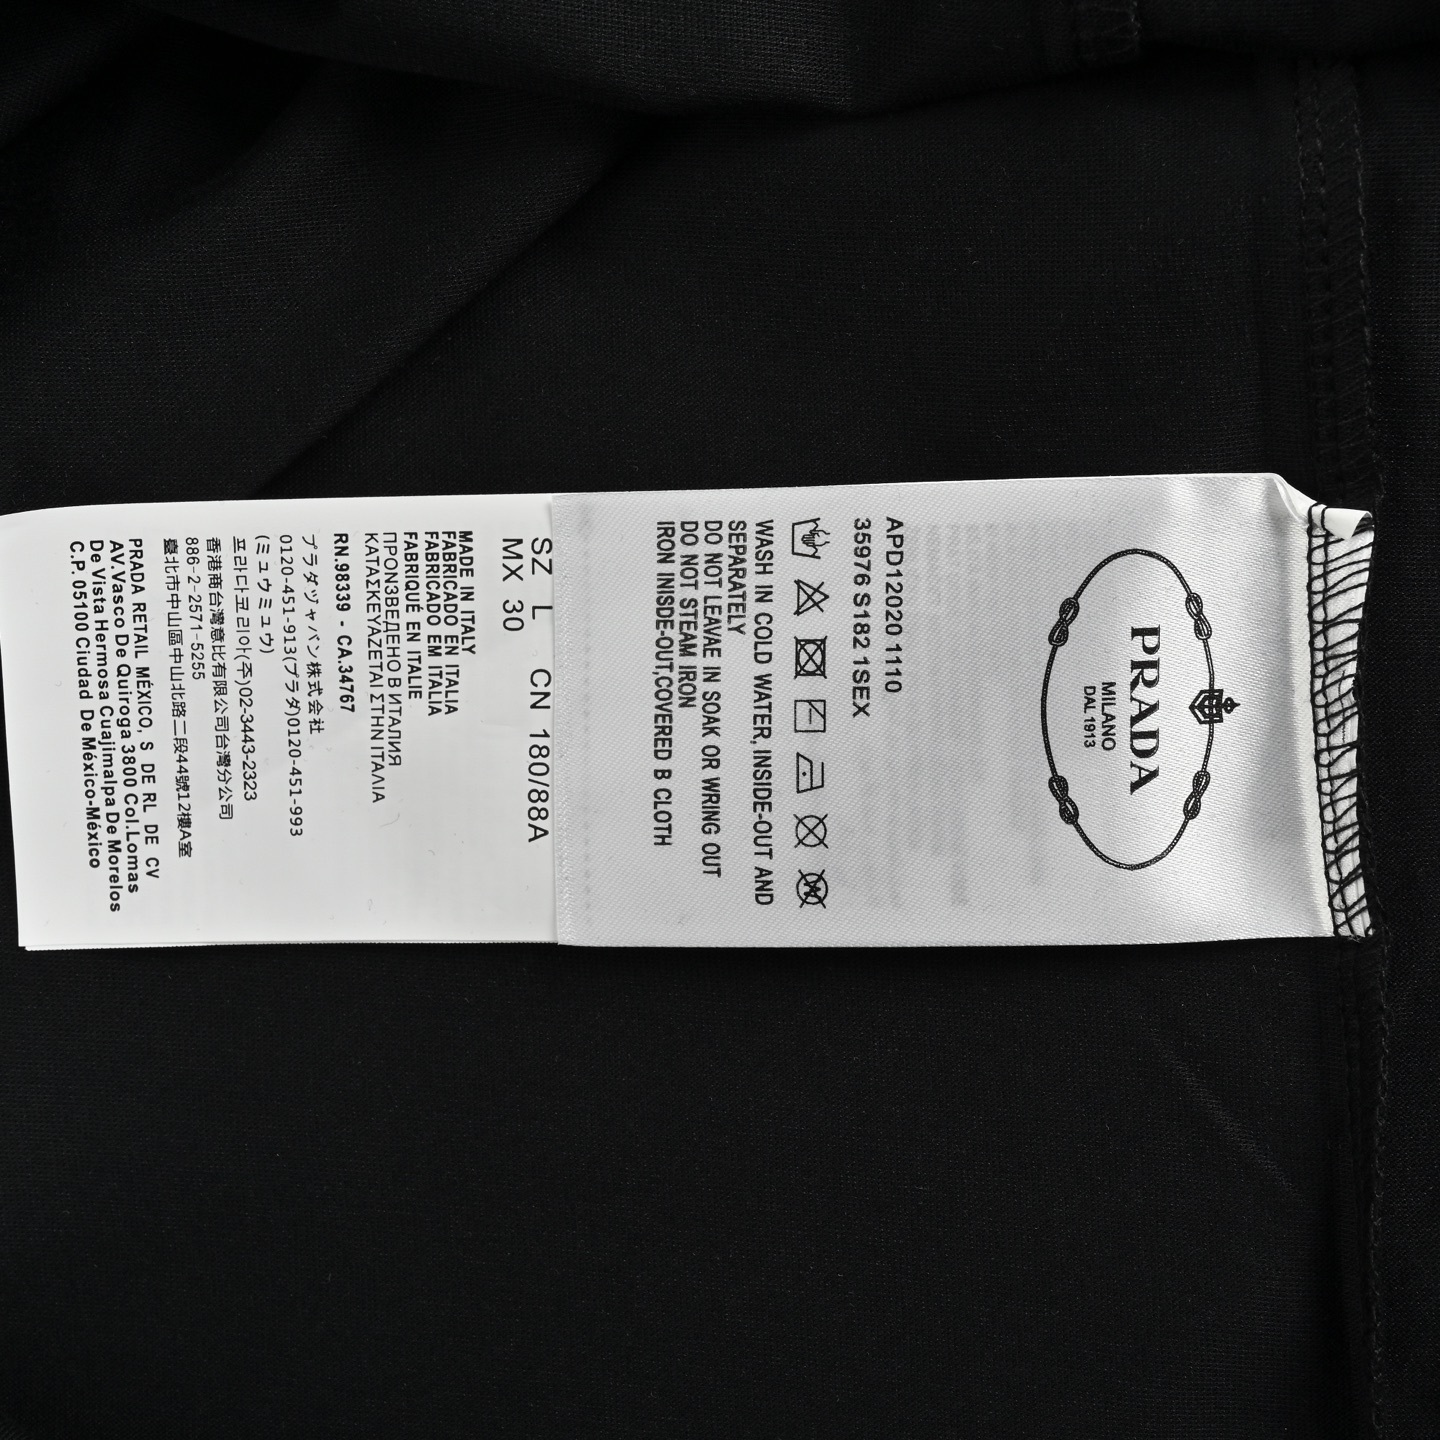 PRADA
MILANO
DAL 1913
APD12020 1110
35976 S182 1SEX
WASH IN COLD WATER, INSIDE-OUT AND
SEPARATELY
DO NOT LEAVAE IN SOAK OR WRING OUT
DO NOT STEAM IRON
IRON INISDE-OUT,COVERED B CLOTH
SZ L CN 180/88A
MX 30
MADE IN ITALY
FABRICADO EN ITALIA
FABRICADO EM ITALIA
FABRIQUÉ EN ITALIE
ПРОНЗВЕДЕНО В ИТАЛИЯ
ΚΑΤΑΣΚΕΥΑΖΕΤΑΙ ΣΤΗΝ ΙΤΑΛΙΑ
RN.98339 - CA.34767
プラダヅャパン株式会社
0120-451-913(プラダ)0120-451-993
(ミュウミュウ)
프라다코리아(주)02-3443-2323
香港商台灣意比有限公司台灣分公司
886-2-2571-5255
臺北市中山區中山北路二段44號12樓A室
PRADA RETAIL MÉXICO, S DE RL DE CV
AV.Vasco De Quiroga 3800 Col.Lomas
De Vista Hermosa Cuajimalpa De Morelos
C.P. 05100 Ciudad De México-México